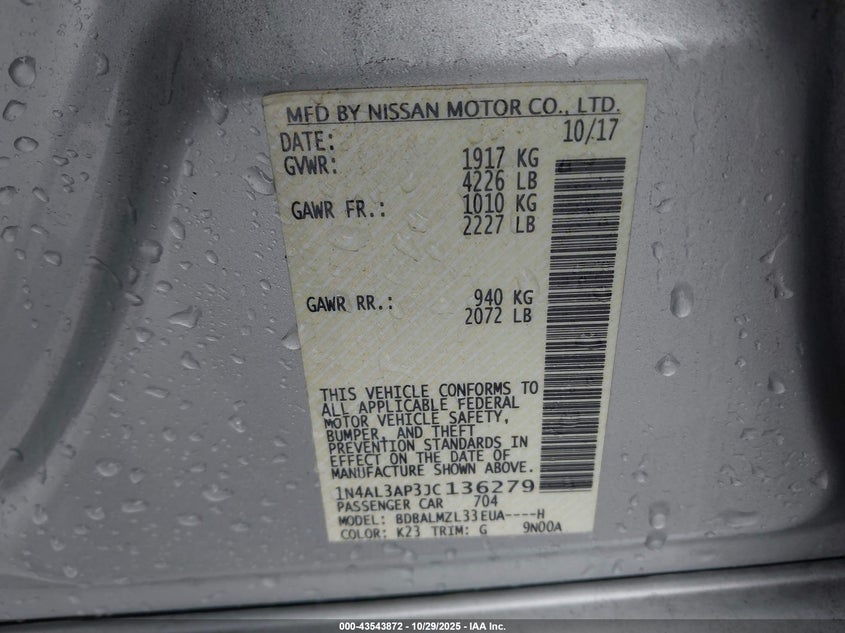 MFD BY NISSAN MOTOR CO., LTD.
DATE: 10/17
GVWR: 1917 KG
4226 LB
GAWR FR.: 1010 KG
2227 LB
GAWR RR.: 940 KG
2072 LB
THIS VEHICLE CONFORMS TO
ALL APPLICABLE FEDERAL
MOTOR VEHICLE SAFETY,
BUMPER, AND THEFT
PREVENTION STANDARDS IN
EFFECT ON THE DATE OF
MANUFACTURE SHOWN ABOVE.
1N4AL3AP3JC136279
PASSENGER CAR 704
MODEL: BDBALMZL33EUA----H
COLOR: K23 TRIM: G 9N00A
000-43543872 - 10/29/2025 - IAA Inc.